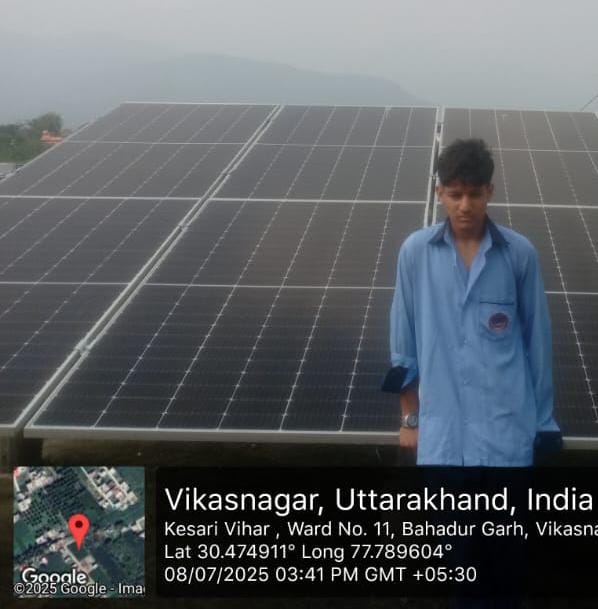 Vikasnagar, Uttarakhand, India
Kesari Vihar , Ward No. 11, Bahadur Garh, Vikasna
Lat 30.474911° Long 77.789604°
08/07/2025 03:41 PM GMT +05:30
Google
©2025 Google - Ima